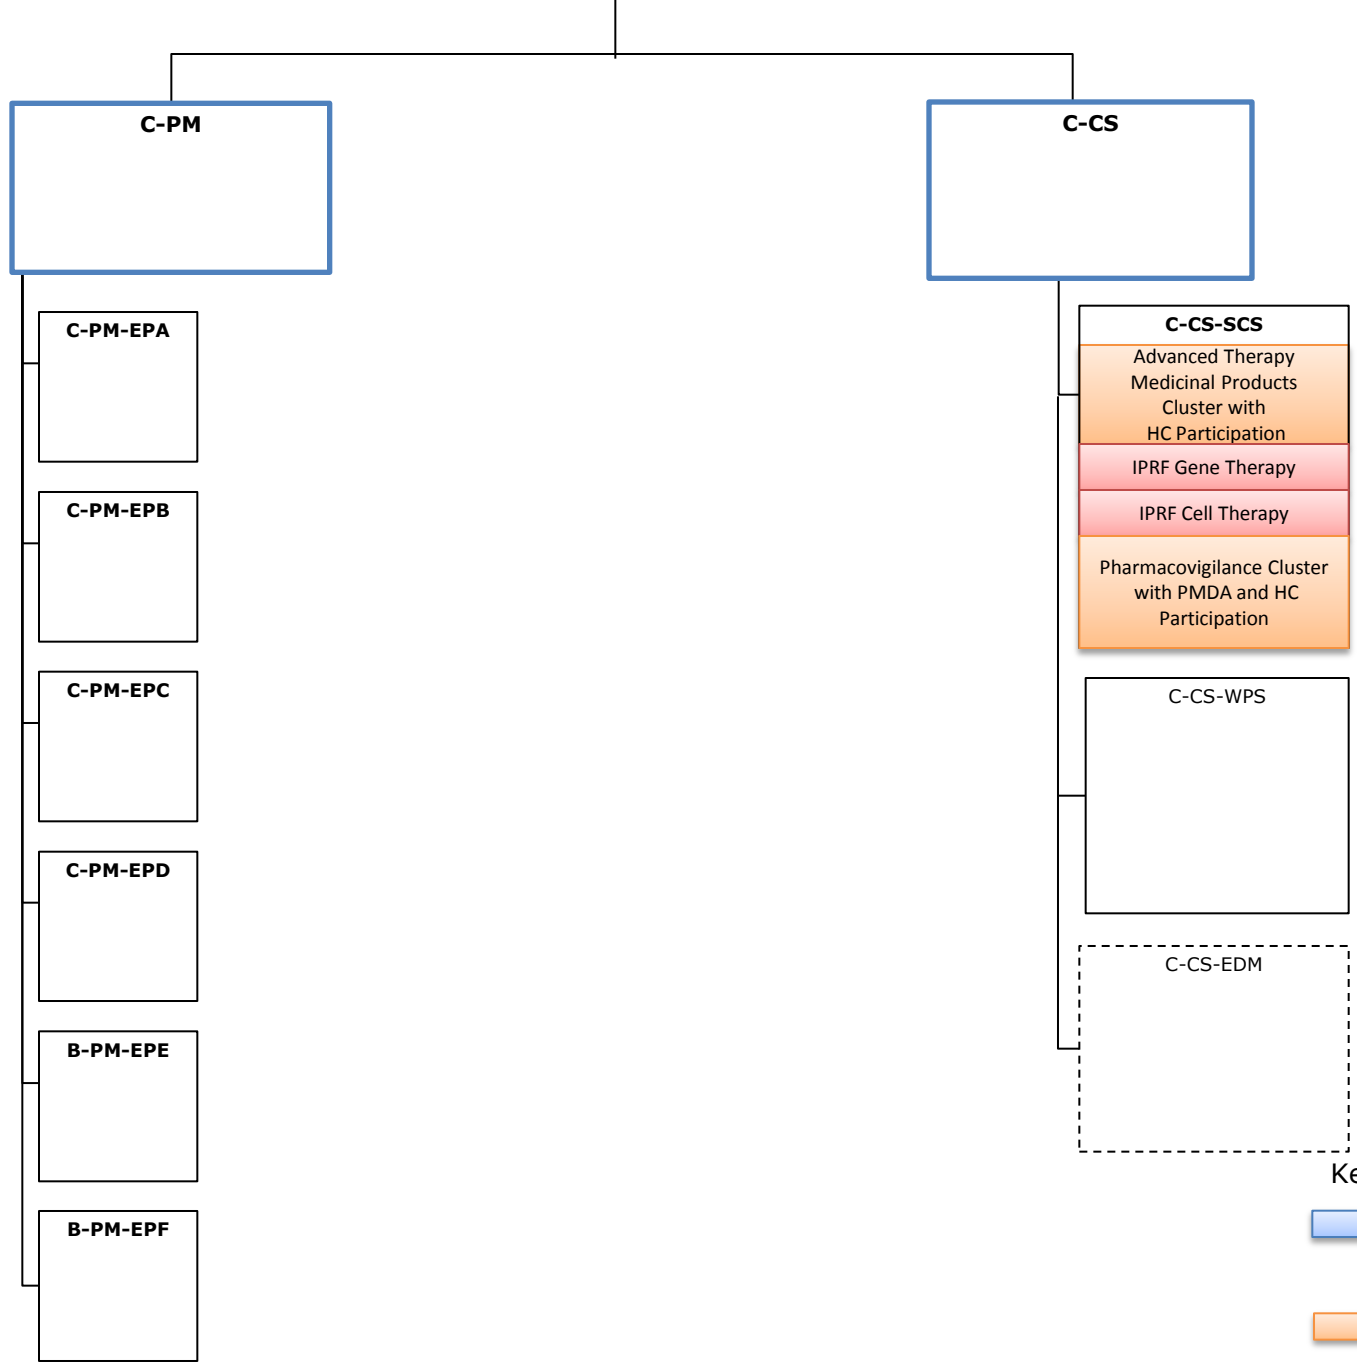 C-PM
C-CS
C-PM-EPA
C-PM-EPB
C-PM-EPC
C-PM-EPD
B-PM-EPE
B-PM-EPF
C-CS-SCS
Advanced Therapy
Medicinal Products
Cluster with
HC Participation
IPRF Gene Therapy
IPRF Cell Therapy
Pharmacovigilance Cluster
with PMDA and HC
Participation
C-CS-WPS
C-CS-EDM